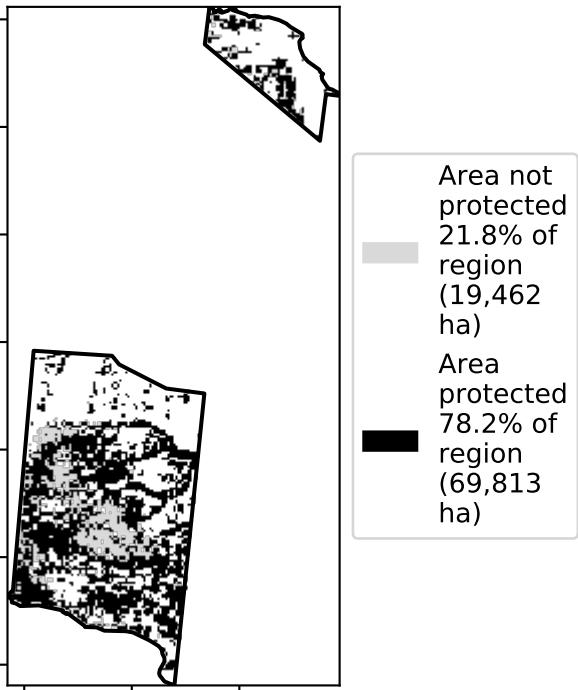 Area not
protected
21.8% of
region
(19,462
ha)
Area
protected
78.2% of
region
(69,813
ha)